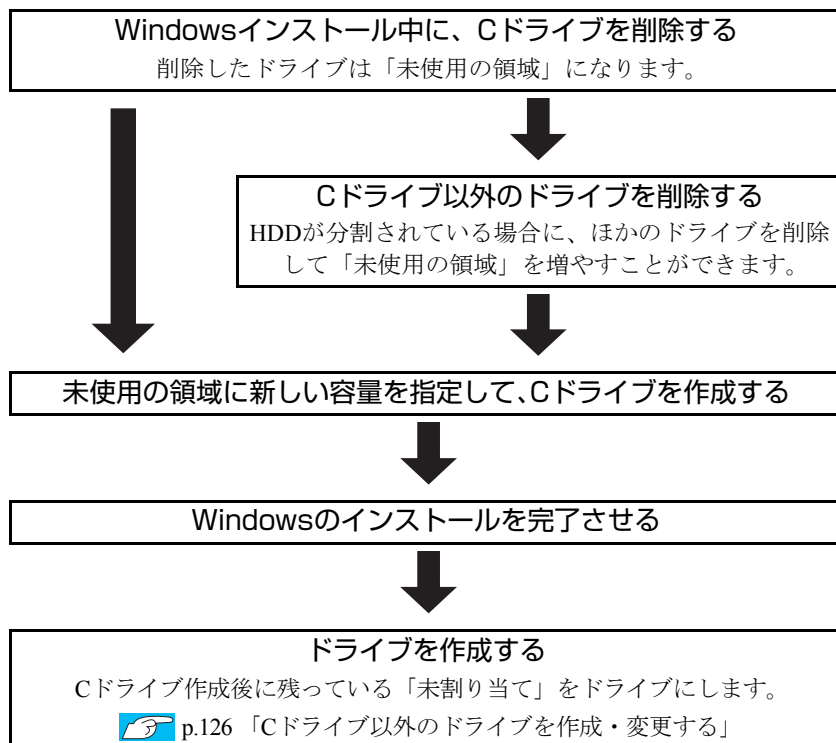 Windowsインストール中に、Cドライブを削除する
削除したドライブは「未使用の領域」になります。
Cドライブ以外のドライブを削除する
HDDが分割されている場合に、ほかのドライブを削除
して「未使用の領域」を増やすことができます。
未使用の領域に新しい容量を指定して、Cドライブを作成する
Windowsのインストールを完了させる
ドライブを作成する
Cドライブ作成後に残っている「未割り当て」をドライブにします。
p.126 「Cドライブ以外のドライブを作成・変更する」